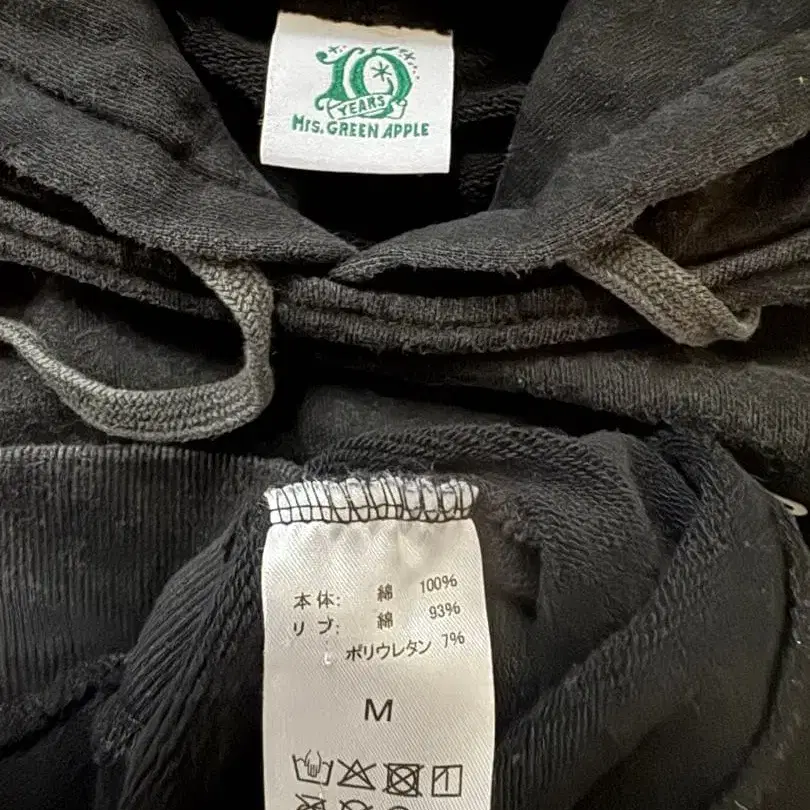 10
YEARS
Mrs. GREEN APPLE
本体: 綿 100%
リブ: 綿 93%
ポリウレタン 7%
M